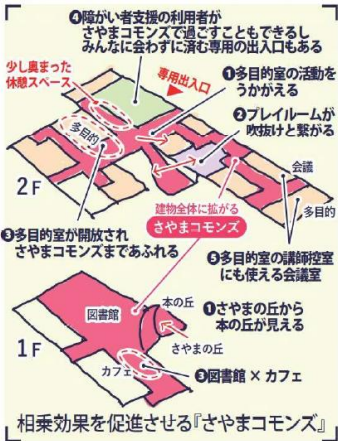 ❹障がい者支援の利用者が
さやまコモンズで過ごすこともできるし
みんなに会わずに済む専用の出入口もある
少し奥まった
休憩スペース
専用出入口
❶多目的室の活動を
うかがえる
多目的
❷プレイルームが
吹抜けと繋がる
2F
会議
多目的
建物全体に拡がる
さやまコモンズ
❸多目的室が開放され
さやまコモンズまであふれる
❺多目的室の講師控室
にも使える会議室
本の丘
図書館
❶さやまの丘から
本の丘が見える
さやまの丘
1F
カフェ
❸図書館×カフェ
相乗効果を促進させる『さやまコモンズ』